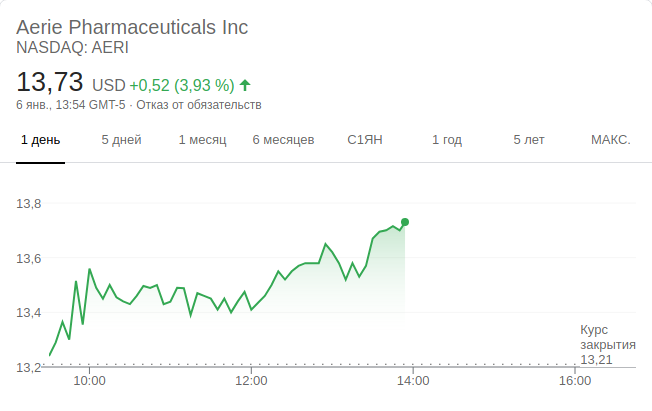 Aerie Pharmaceuticals Inc
NASDAQ: AERI
13,73 USD +0,52 (3,93 %)
6 янв., 13:54 GMT-5 · Отказ от обязательств
1 день 5 дней 1 месяц 6 месяцев С1ЯН 1 год 5 лет МАКС.
13,8
13,6
13,4
Курс
закрытия
13,21
13,2
10:00 12:00 14:00 16:00